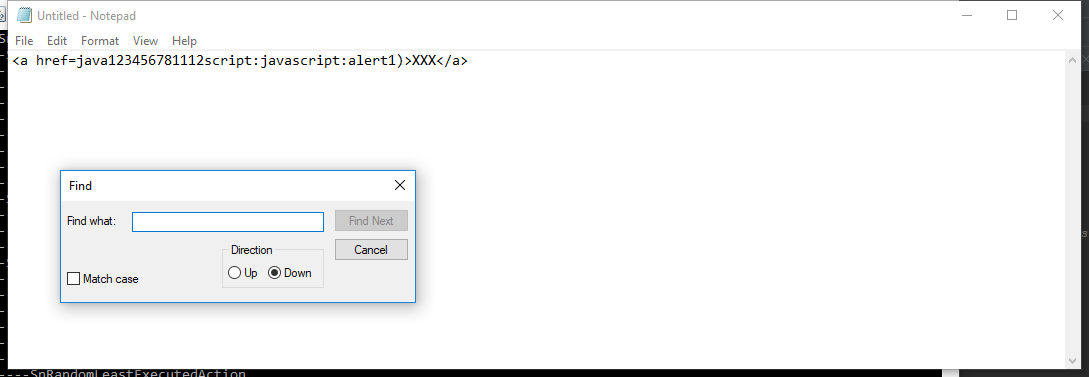 Untitled - Notepad
File Edit Format View Help
<a href=java123456781112script:javascript:alert1)>XXX</a>
Find
Find what:
Find Next
Direction
Cancel
Up Down
Match case
----SnRandomLeastExecutedAction